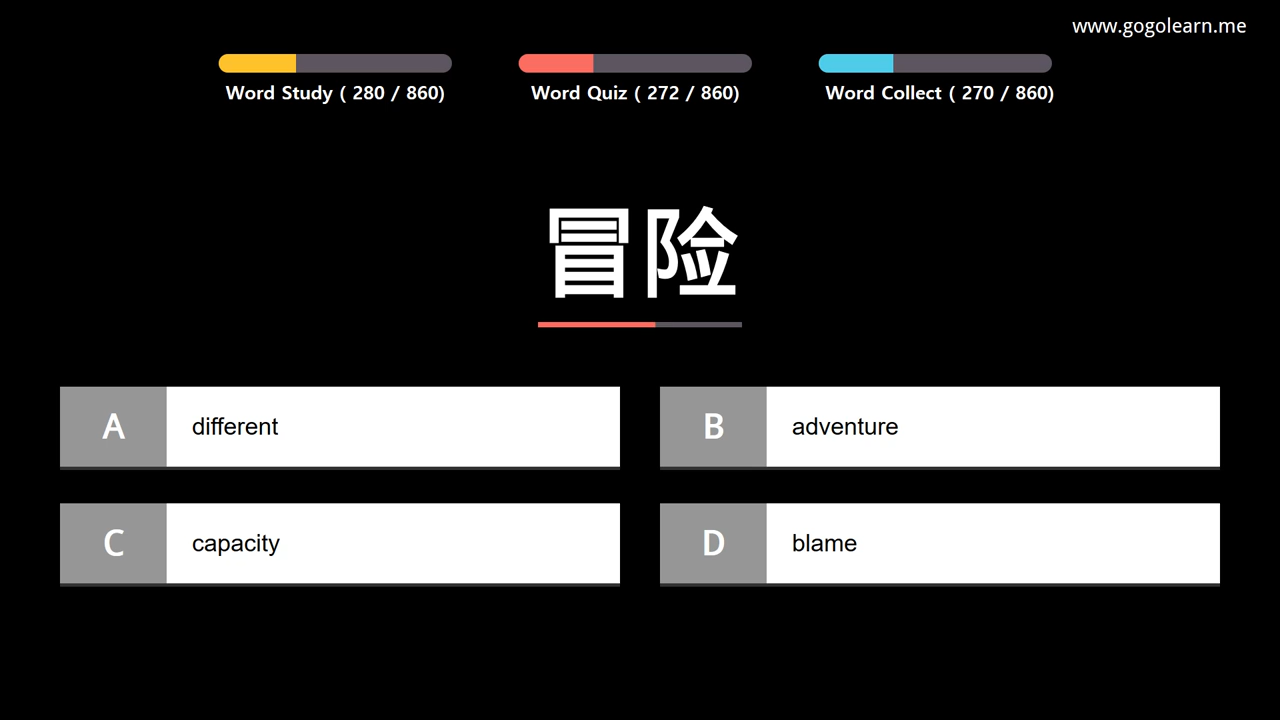 www.gogolearn.me
Word Study ( 280 / 860)
Word Quiz ( 272 / 860)
Word Collect ( 270 / 860)
冒险
A different
B adventure
C capacity
D blame